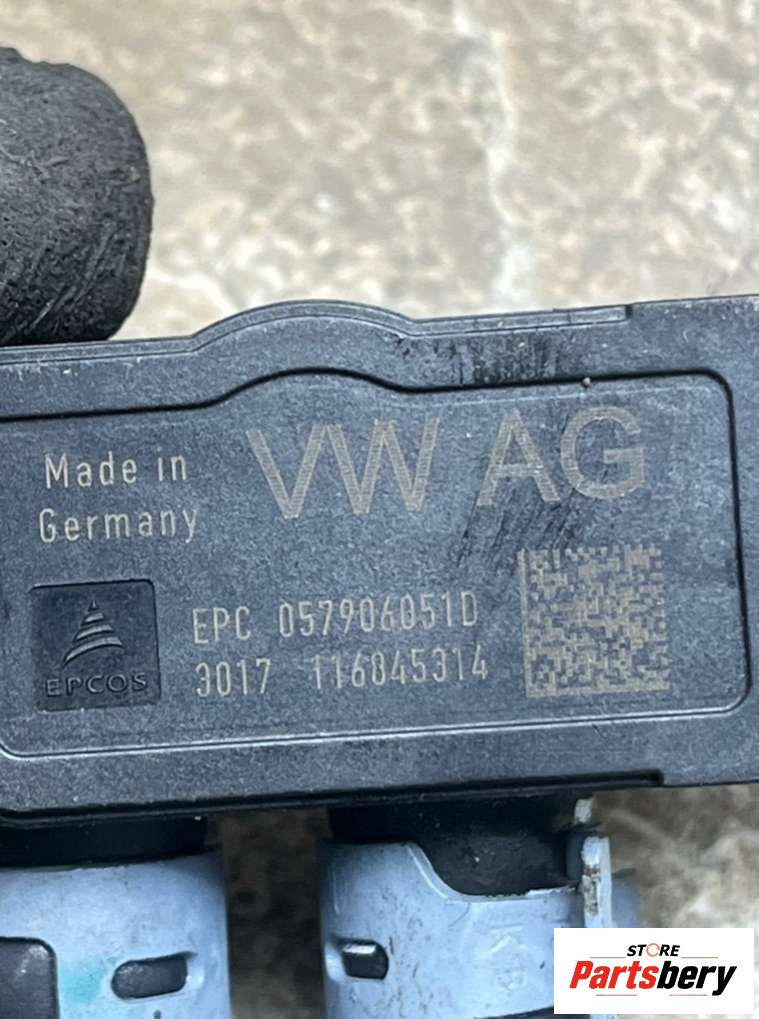 Made in
Germany
VW AG
EPCOS
EPC 057906051D
3017 116845314
STORE
Partsbery